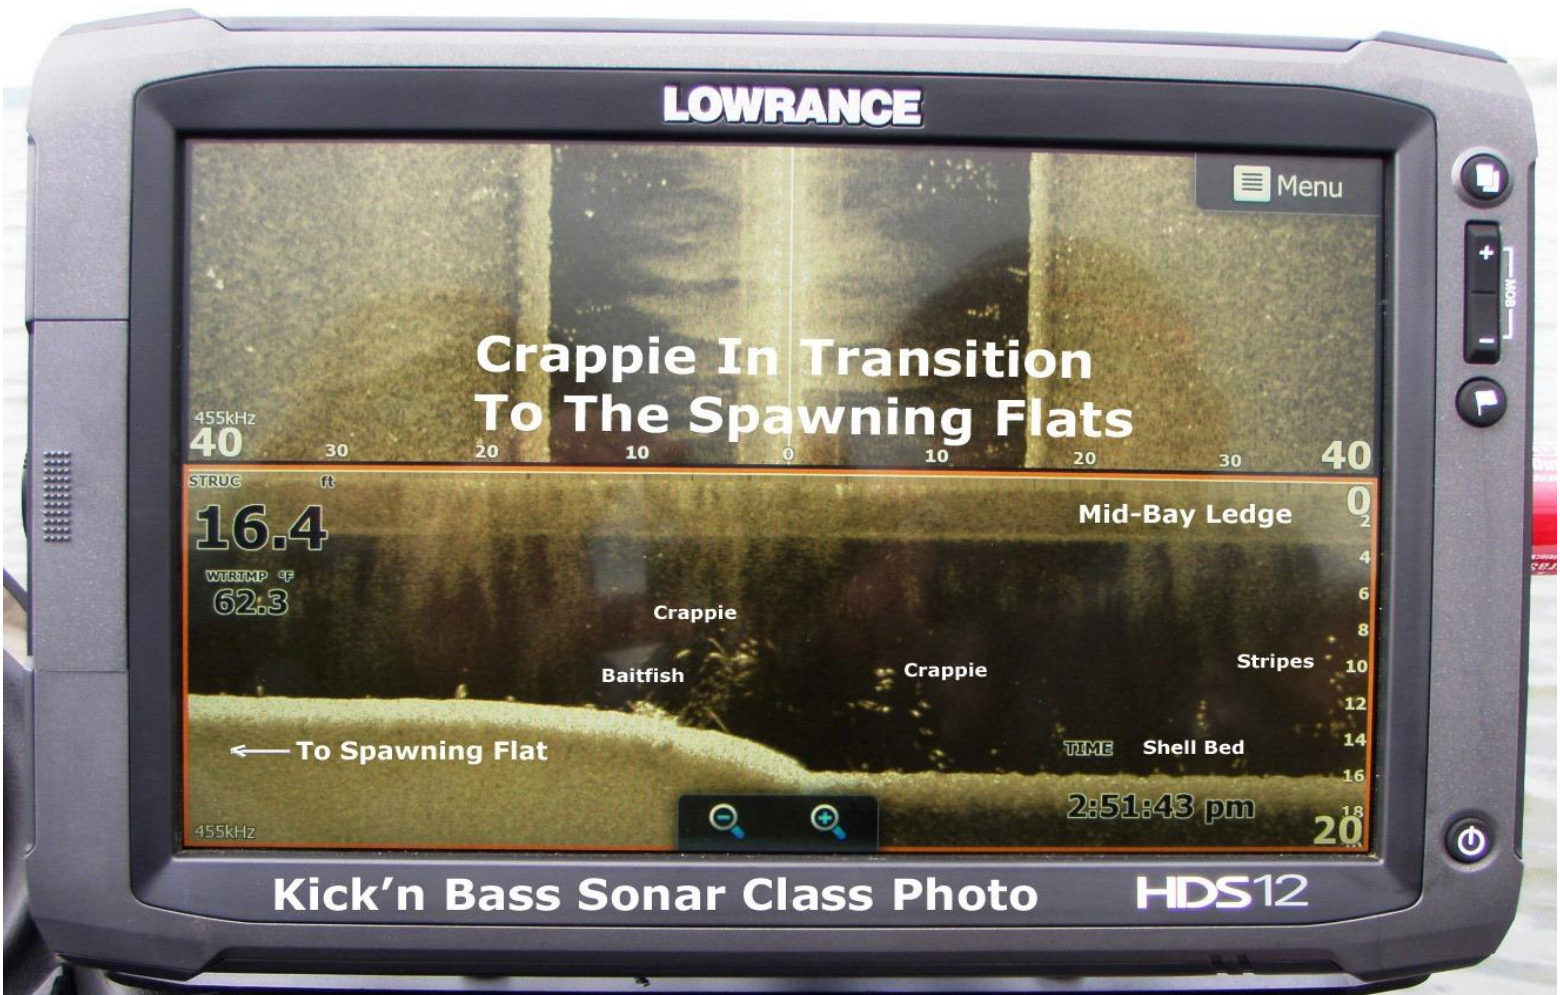 LOWRANCE
Menu
Crappie In Transition
To The Spawning Flats
455kHz
40 30 20 10 0 10 20 30 40
STRUC ft
16.4
WTRTMP °F
62.3
Mid-Bay Ledge
0
2
4
6
8
10
12
14
16
18
20
Crappie
Baitfish
Crappie
Stripes
To Spawning Flat
TIME
Shell Bed
2:51:43 pm
455kHz
Kick'n Bass Sonar Class Photo
HDS12
MOB